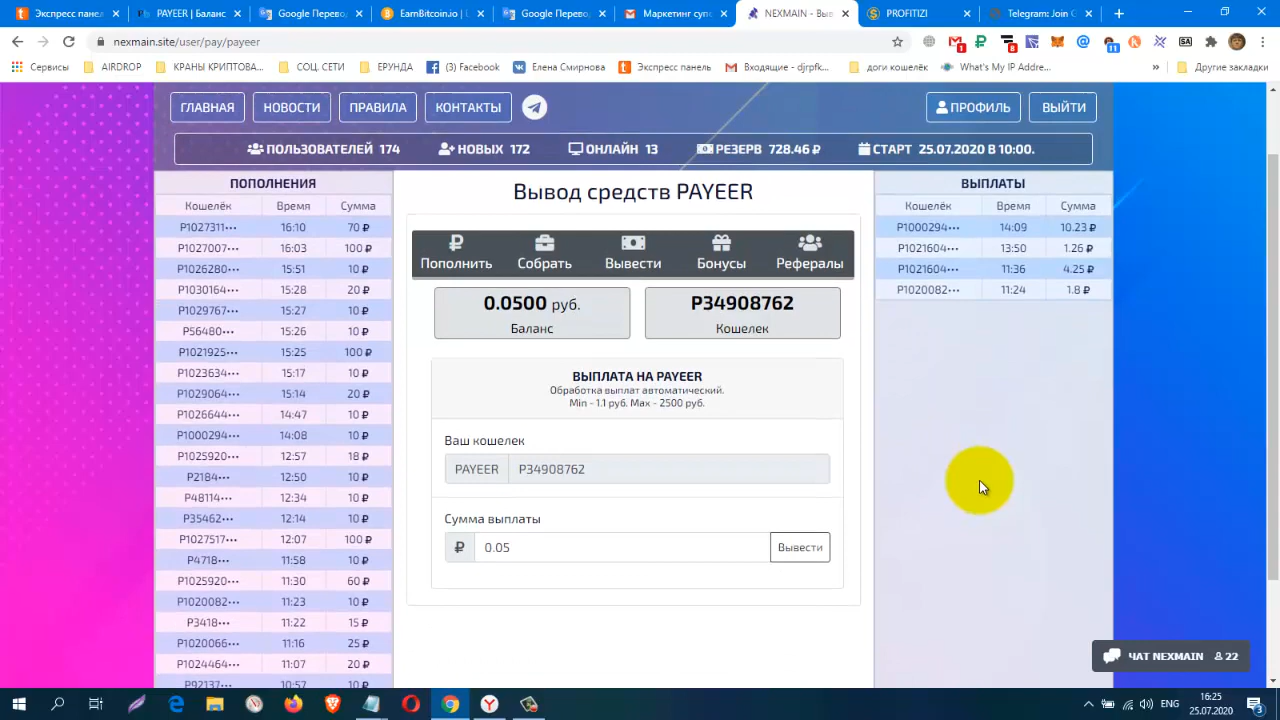 Экспресс панел
PAYEER | Баланс
Google Перево
EarnBitcoin.io | L
Google Перево
Маркетинг супо
NEXMAIN - Выв
PROFITIZI
Telegram: Join G
nexmain.site/user/pay/payeer
Сервисы
AIRDROP
КРАНЫ КРИПТОВА...
СОЦ СЕТИ
ЕРУНДА
(3) Facebook
Елена Смирнова
Экспресс панель
Входящие - djrpfk...
доги кошелёк
What's My IP Addre...
»
Другие закладки
ГЛАВНАЯ
НОВОСТИ
ПРАВИЛА
КОНТАКТЫ
ПРОФИЛЬ
ВЫЙТИ
ПОЛЬЗОВАТЕЛЕЙ 174
НОВЫХ 172
ОНЛАЙН 13
РЕЗЕРВ 728.46 ₽
СТАРТ 25.07.2020 В 10:00.
ПОПОЛНЕНИЯ
Кошелёк Время Сумма
P1027311••• 16:10 70 ₽
P1027007••• 16:03 100 ₽
P1026280••• 15:51 10 ₽
P1030164••• 15:28 20 ₽
P1029767••• 15:27 10 ₽
P56480••• 15:26 10 ₽
P1021925••• 15:25 100 ₽
P1023634••• 15:17 10 ₽
P1029064••• 15:14 20 ₽
P1026644••• 14:47 10 ₽
P1000294••• 14:08 10 ₽
P1025920••• 12:57 18 ₽
P2184••• 12:50 10 ₽
P48114••• 12:34 10 ₽
P35462••• 12:14 10 ₽
P1027517••• 12:07 100 ₽
P4718••• 11:58 10 ₽
P1025920••• 11:30 60 ₽
P1020082••• 11:23 10 ₽
P3418••• 11:22 15 ₽
P1020066••• 11:16 25 ₽
P1024464••• 11:07 20 ₽
P92137••• 10:57 10 ₽
Вывод средств PAYEER
Пополнить
Собрать
Вывести
Бонусы
Рефералы
0.0500 руб.
Баланс
P34908762
Кошелек
ВЫПЛАТА НА PAYEER
Обработка выплат автоматический.
Min - 1.1 руб. Max - 2500 руб.
Ваш кошелек
PAYEER P34908762
Сумма выплаты
₽ 0.05 Вывести
ВЫПЛАТЫ
Кошелёк Время Сумма
P1000294••• 14:09 10.23 ₽
P1021604••• 13:50 1.26 ₽
P1021604••• 11:36 4.25 ₽
P1020082••• 11:24 1.8 ₽
ЧАТ NEXMAIN 22
ENG
16:25
25.07.2020